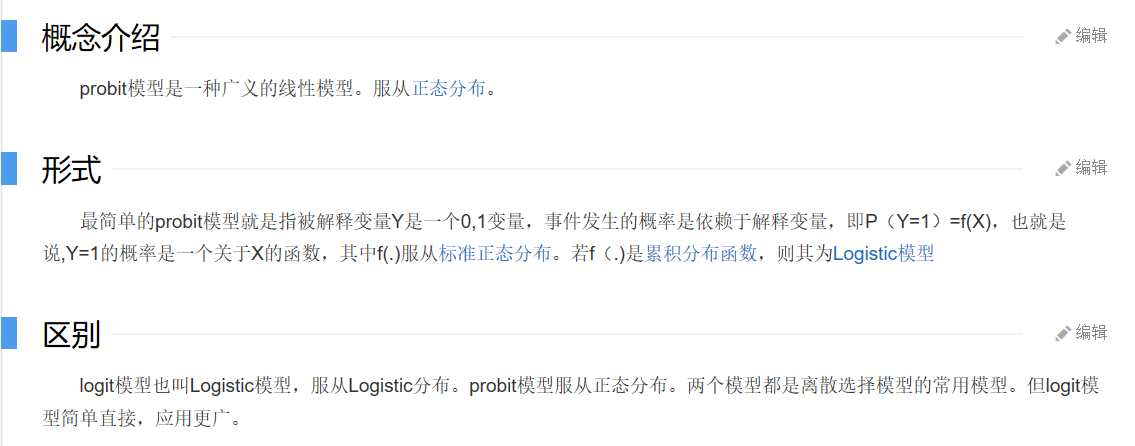 概念介绍
编辑
probit模型是一种广义的线性模型。服从正态分布。
形式
编辑
最简单的probit模型就是指被解释变量Y是一个0,1变量，事件发生的概率是依赖于解释变量，即P（Y=1）=f(X)，也就是
说,Y=1的概率是一个关于X的函数，其中f(.)服从标准正态分布。若f（.)是累积分布函数，则其为Logistic模型
区别
编辑
logit模型也叫Logistic模型，服从Logistic分布。probit模型服从正态分布。两个模型都是离散选择模型的常用模型。但logit模
型简单直接，应用更广。